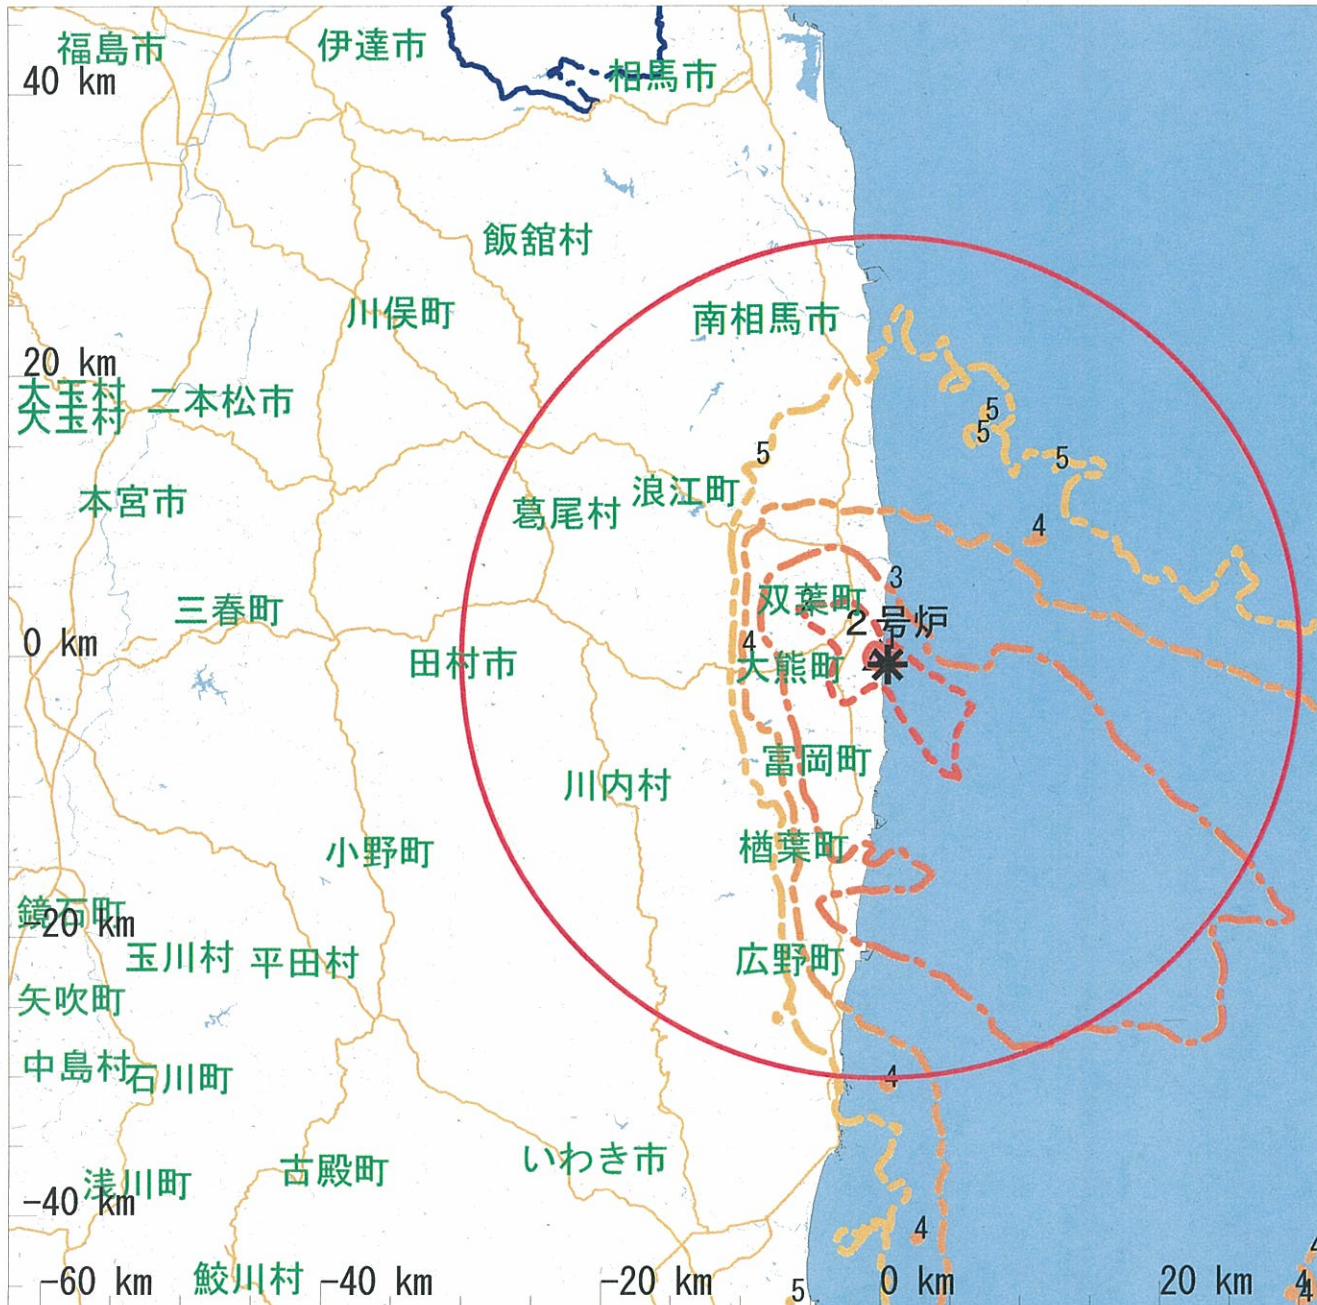 福島市
伊達市
相馬市
40 km
飯舘村
川俣町
南相馬市
20 km
大玉村
二本松市
大玉村
5
5
5
5
本宮市
葛尾村
浪江町
4
3
三春町
双葉町
2
2号炉
0 km
田村市
4
大熊町
川内村
富岡町
小野町
楢葉町
鏡石町
-20 km
玉川村
平田村
広野町
矢吹町
中島村
石川町
4
いわき市
古殿町
浅川町
-40 km
4
鮫川村
-60 km
-40 km
-20 km
5
0 km
20 km
4
4
4